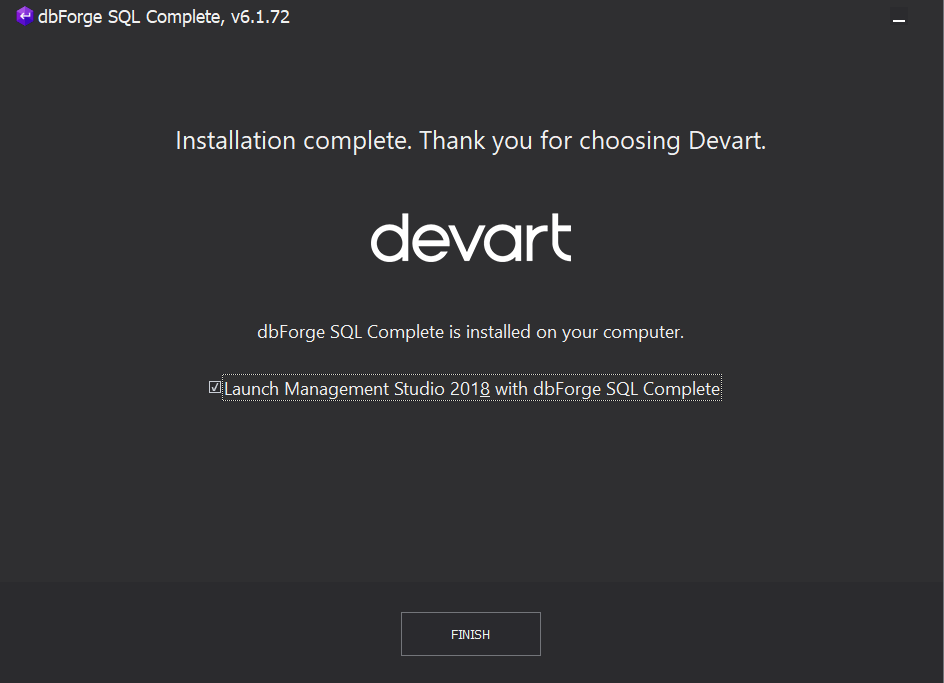 dbForge SQL Complete, v6.1.72
Installation complete. Thank you for choosing Devart.
devart
dbForge SQL Complete is installed on your computer.
Launch Management Studio 2018 with dbForge SQL Complete
FINISH